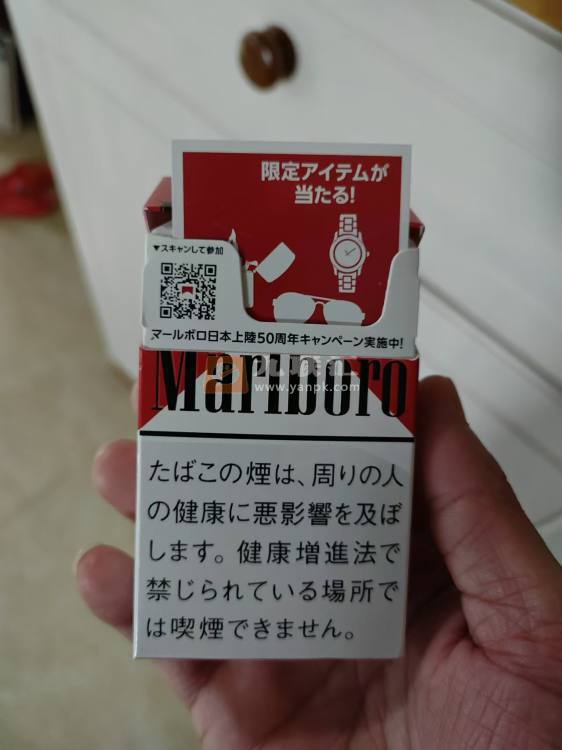 限定アイテムが
当たる!
▼スキャンして参加
マールボロ日本上陸50周年キャンペーン実施中!
Marlboro
www.yanpk.com
たばこの煙は、周りの人
の健康に悪影響を及ぼ
します。健康増進法で
禁じられている場所で
は喫煙できません。